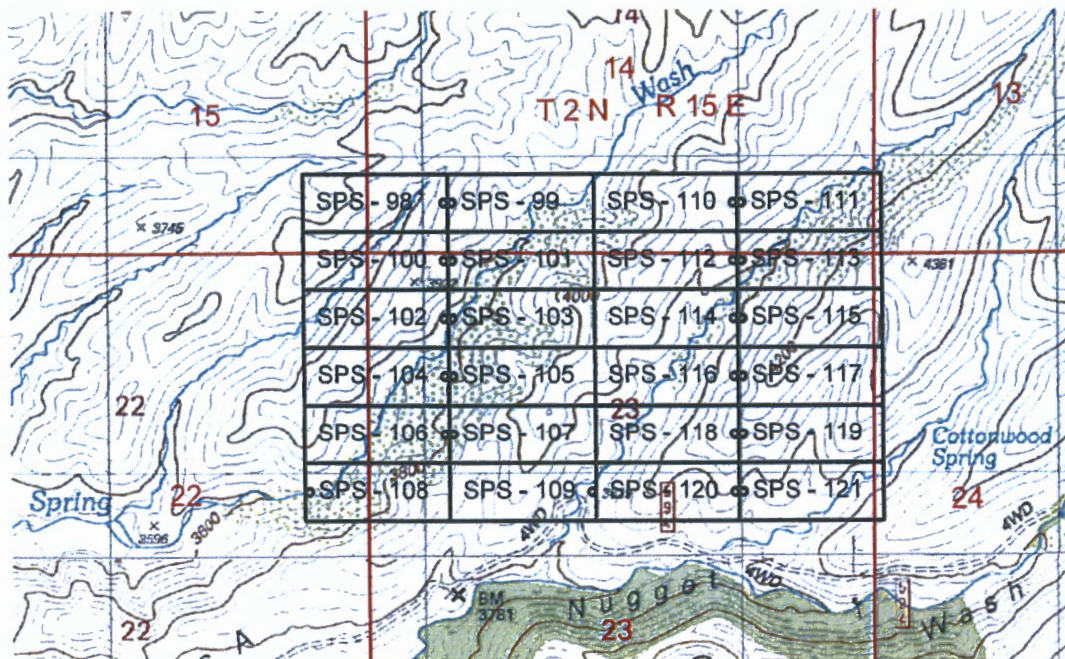 14
14
Wash
15
T 2 N R 15 E
13
SPS - 98 SPS - 99 SPS - 110 SPS - 111
3745
SPS - 100 SPS - 101 SPS - 112 SPS - 113
4361
4000
SPS - 102 SPS - 103 SPS - 114 SPS - 115
SPS - 104 SPS - 105 SPS - 116 SPS - 117
22
23
SPS - 106 SPS - 107 SPS - 118 SPS - 119
Cottonwood
Spring
3800
SPS - 108 SPS - 109 SPS - 120 SPS - 121
Spring
22
24
3596
3600
4WD
4WD
4WD
BM
3761
Nugget Wash
22
23
A